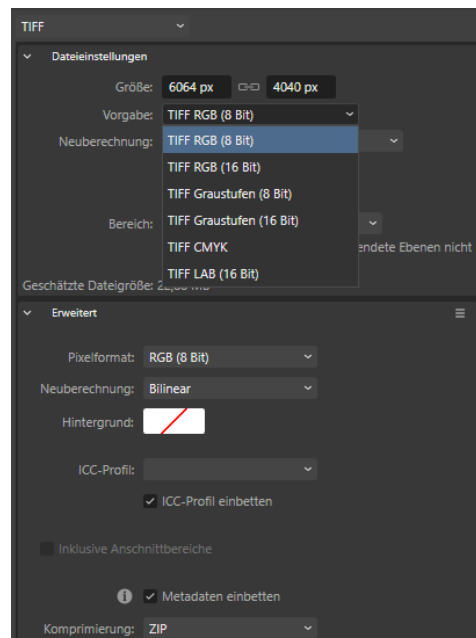 TIFF
Dateieinstellungen
Größe: 6064 px 4040 px
Vorgabe: TIFF RGB (8 Bit)
Neuberechnung: TIFF RGB (8 Bit)
TIFF RGB (16 Bit)
TIFF Graustufen (8 Bit)
Bereich: TIFF Graustufen (16 Bit)
TIFF CMYK endete Ebenen nicht
TIFF LAB (16 Bit)
Geschätzte Dateigröße:
Erweitert
Pixelformat: RGB (8 Bit)
Neuberechnung: Bilinear
Hintergrund:
ICC-Profil:
ICC-Profil einbetten
Inklusive Anschnittbereiche
Metadaten einbetten
Komprimierung: ZIP